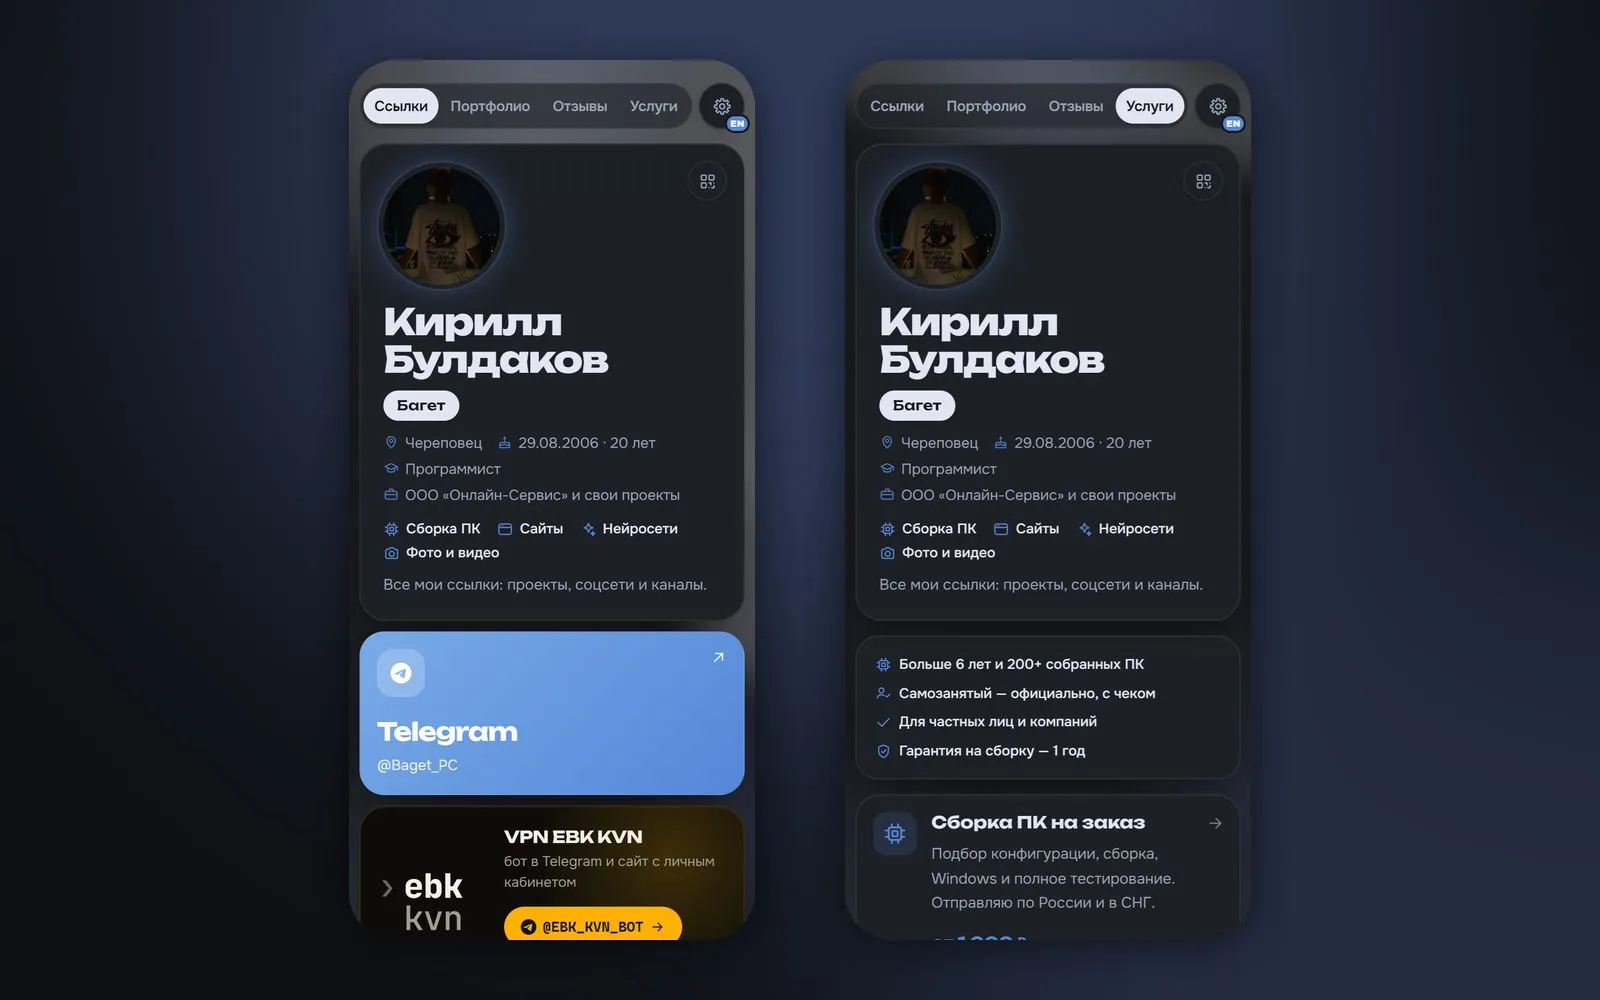 Ссылки Портфолио Отзывы Услуги
EN
Кирилл
Булдаков
Багет
Череповец 29.08.2006 · 20 лет
Программист
ООО «Онлайн-Сервис» и свои проекты
Сборка ПК Сайты Нейросети
Фото и видео
Все мои ссылки: проекты, соцсети и каналы.
Telegram
@Baget_PC
VPN EBK KVN
бот в Telegram и сайт с личным
кабинетом
› ebk
kvn
@EBK_KVN_BOT →
Ссылки Портфолио Отзывы Услуги
EN
Кирилл
Булдаков
Багет
Череповец 29.08.2006 · 20 лет
Программист
ООО «Онлайн-Сервис» и свои проекты
Сборка ПК Сайты Нейросети
Фото и видео
Все мои ссылки: проекты, соцсети и каналы.
Больше 6 лет и 200+ собранных ПК
Самозанятый — официально, с чеком
Для частных лиц и компаний
Гарантия на сборку — 1 год
Сборка ПК на заказ
Подбор конфигурации, сборка,
Windows и полное тестирование.
Отправляю по России и в СНГ.